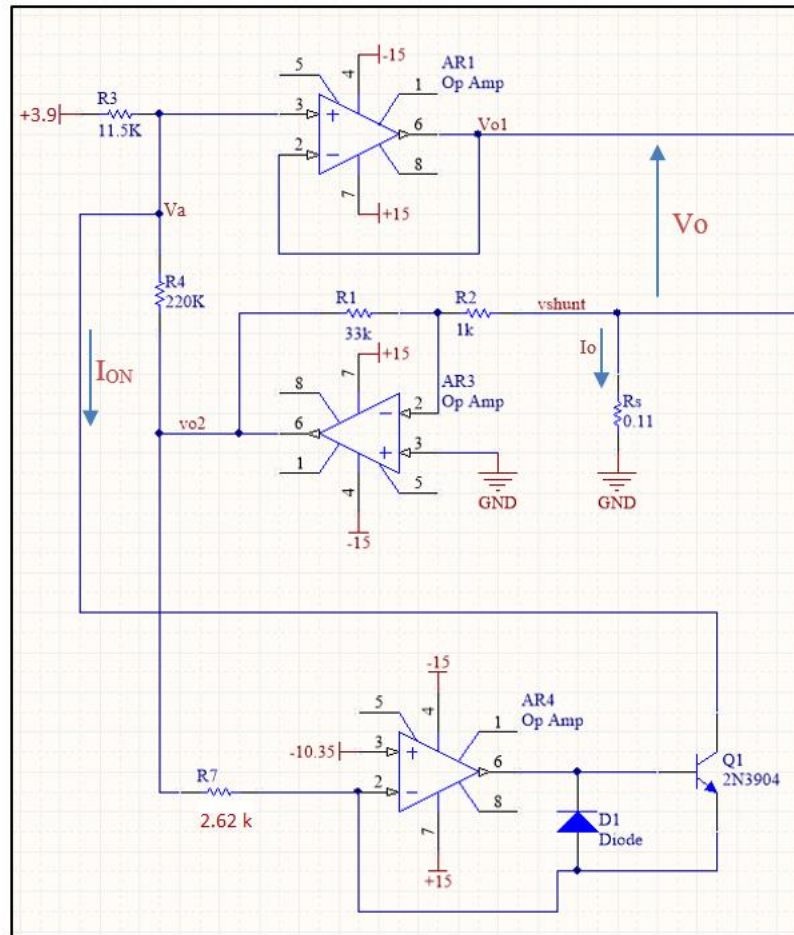 -15
AR1
Op Amp
5
4
1
R3
+3.9
11.5K
3
+
6
Vo1
2
−
8
7
+15
Va
Vo
R4
220K
R1
33k
R2
1k
vshunt
ION
Io
+15
AR3
Op Amp
7
8
Rs
0.11
vo2
6
−
2
+
3
1
4
5
GND
GND
-15
-15
AR4
Op Amp
5
4
1
-10.35
3
+
6
Q1
2N3904
R7
2
−
8
2.62 k
7
D1
Diode
+15